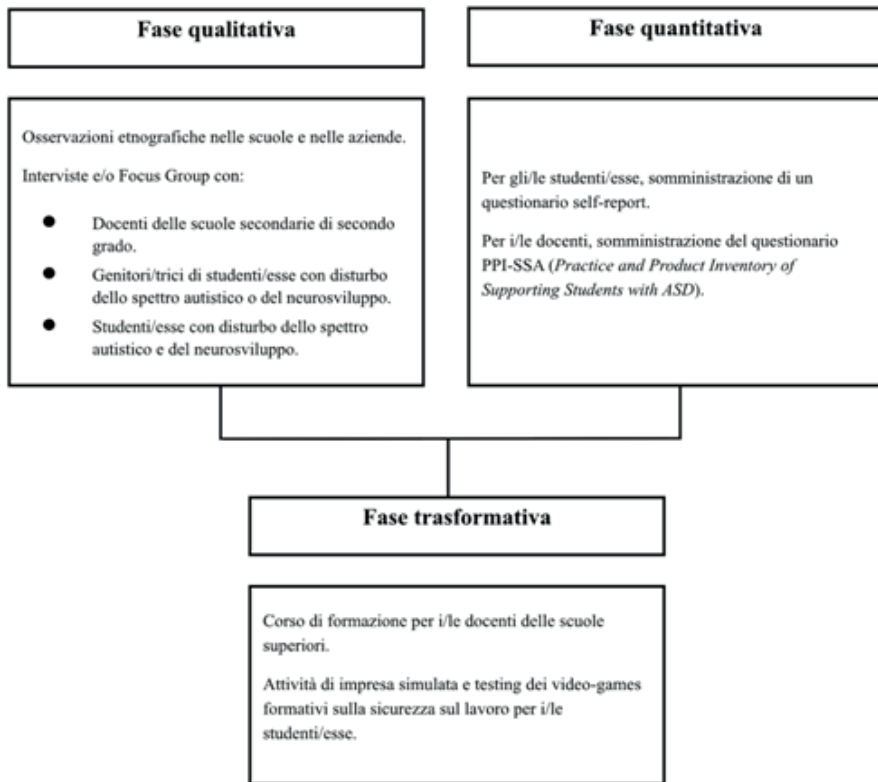 Fase qualitativa
Osservazioni etnografiche nelle scuole e nelle aziende.
Interviste e/o Focus Group con:
● Docenti delle scuole secondarie di secondo
grado.
● Genitori/trici di studenti/esse con disturbo
dello spettro autistico o del neurosviluppo.
● Studenti/esse con disturbo dello spettro
autistico e del neurosviluppo.
Fase quantitativa
Per gli/le studenti/esse, somministrazione di un
questionario self-report.
Per i/le docenti, somministrazione del questionario
PPI-SSA (Practice and Product Inventory of
Supporting Students with ASD).
Fase trasformativa
Corso di formazione per i/le docenti delle scuole
superiori.
Attività di impresa simulata e testing dei video-games
formativi sulla sicurezza sul lavoro per i/le
studenti/esse.